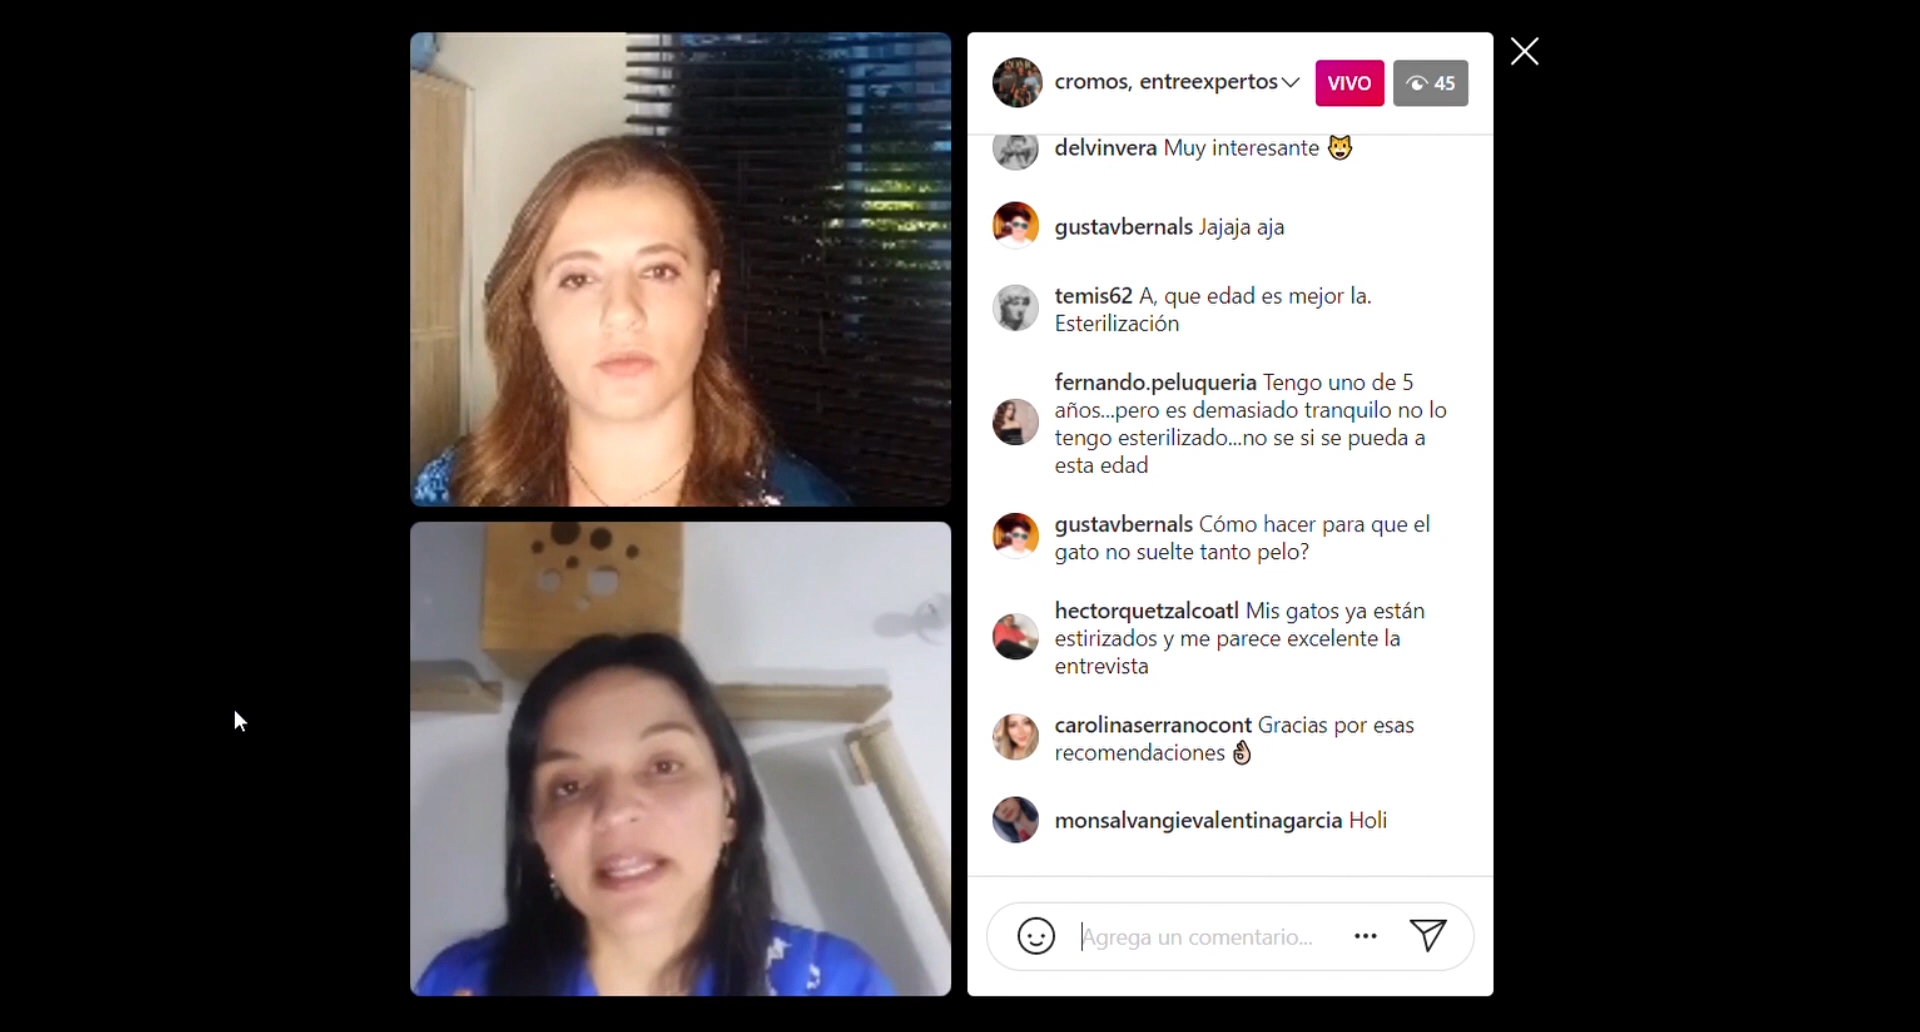 cromos, entreexpertos
VIVO
45
delvinvera Muy interesante 😺
gustavbernals Jajaja aja
temis62 A, que edad es mejor la.
Esterilización
fernando.peluqueria Tengo uno de 5
años...pero es demasiado tranquilo no lo
tengo esterilizado...no se si se pueda a
esta edad
gustavbernals Cómo hacer para que el
gato no suelte tanto pelo?
hectorquetzalcoatl Mis gatos ya están
estirizados y me parece excelente la
entrevista
carolinaserranocont Gracias por esas
recomendaciones 👌🏻
monsalvangievalentinagarcia Holi
Agrega un comentario...